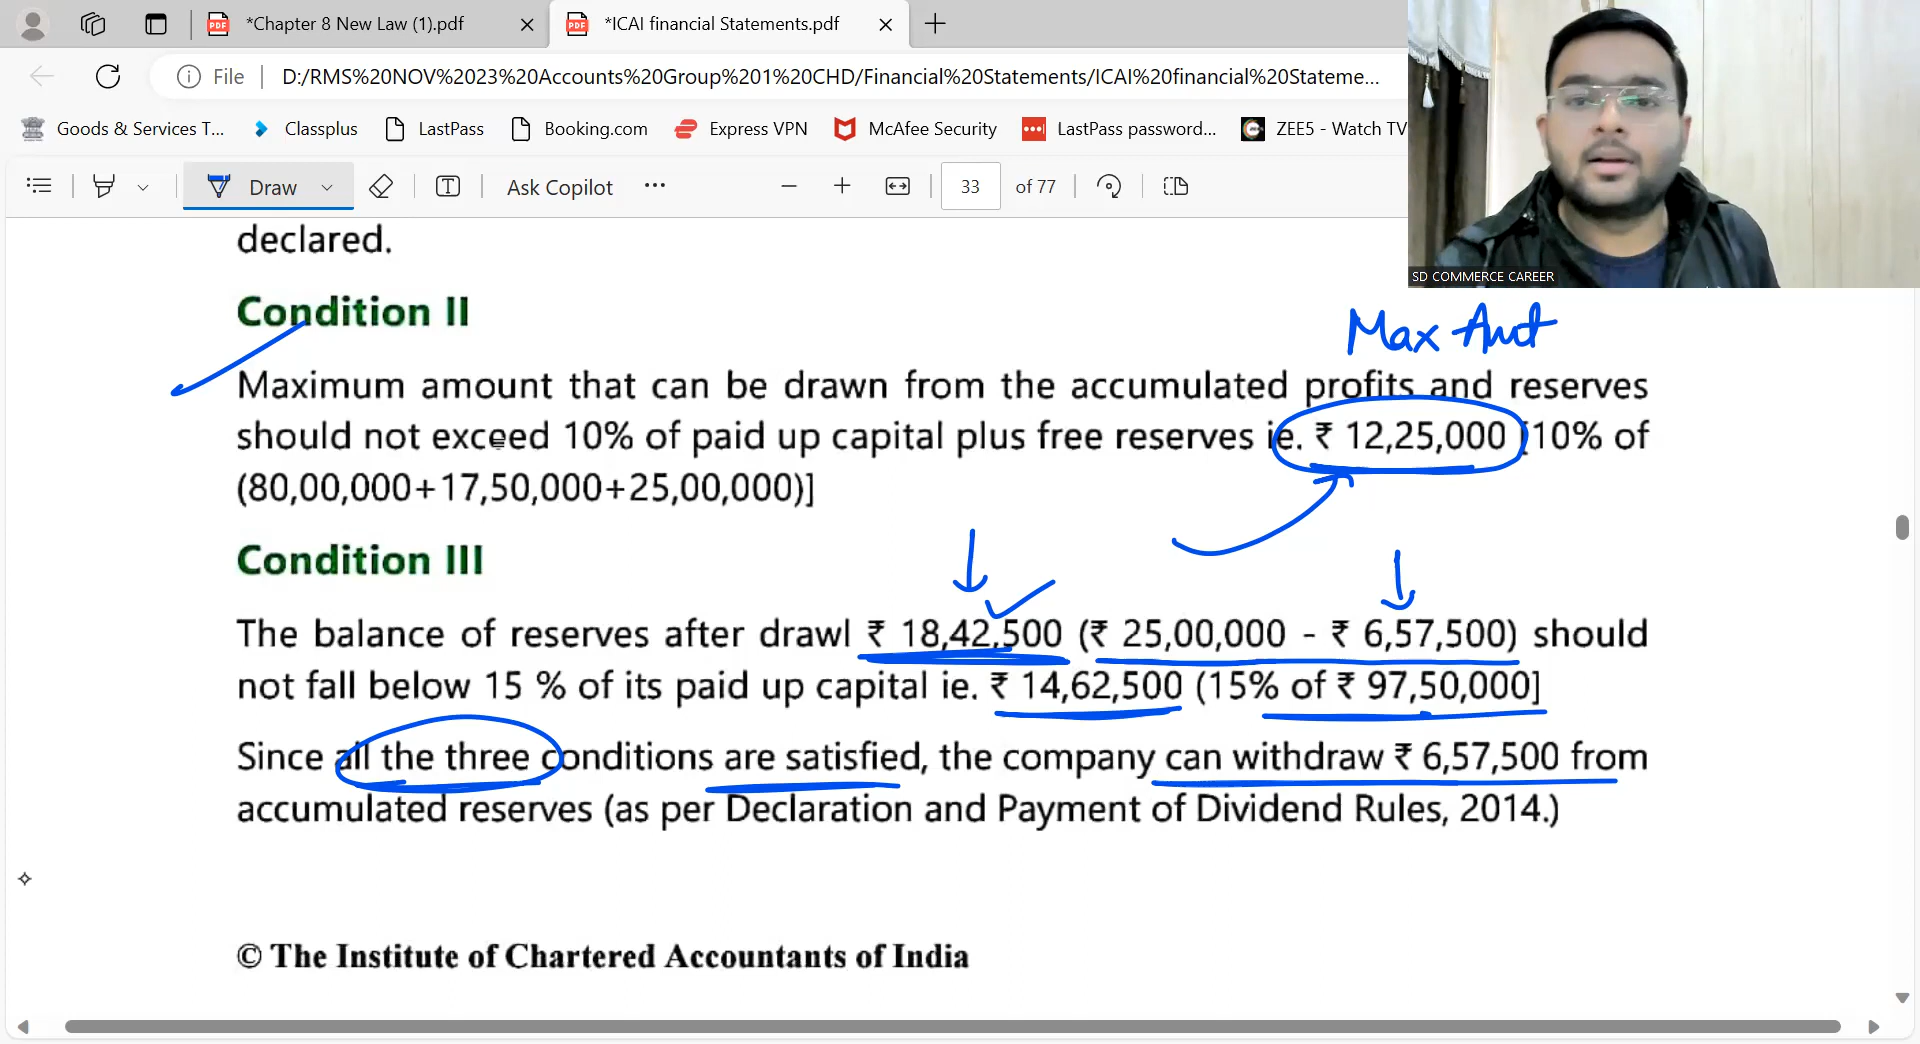 *Chapter 8 New Law (1).pdf
*ICAI financial Statements.pdf
File
D:/RMS%20NOV%2023%20Accounts%20Group%201%20CHD/Financial%20Statements/ICAI%20financial%20Stateme...
Goods & Services T...
Classplus
LastPass
Booking.com
Express VPN
McAfee Security
LastPass password...
ZEE5 - Watch TV
Draw
Ask Copilot
33
of 77
SD COMMERCE CAREER
declared.
Condition II
Max Amt
Maximum amount that can be drawn from the accumulated profits and reserves
should not exceed 10% of paid up capital plus free reserves ie. ₹ 12,25,000 [10% of
(80,00,000+17,50,000+25,00,000)]
Condition III
The balance of reserves after drawl ₹ 18,42,500 (₹ 25,00,000 - ₹ 6,57,500) should
not fall below 15 % of its paid up capital ie. ₹ 14,62,500 (15% of ₹ 97,50,000]
Since all the three conditions are satisfied, the company can withdraw ₹ 6,57,500 from
accumulated reserves (as per Declaration and Payment of Dividend Rules, 2014.)
© The Institute of Chartered Accountants of India